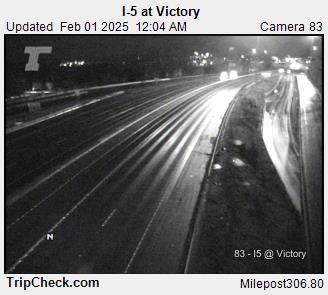 I-5 at Victory
Updated Feb 01 2025 12:04 AM Camera 83
T
N
83 - I5 @ Victory
TripCheck.com Milepost306.80